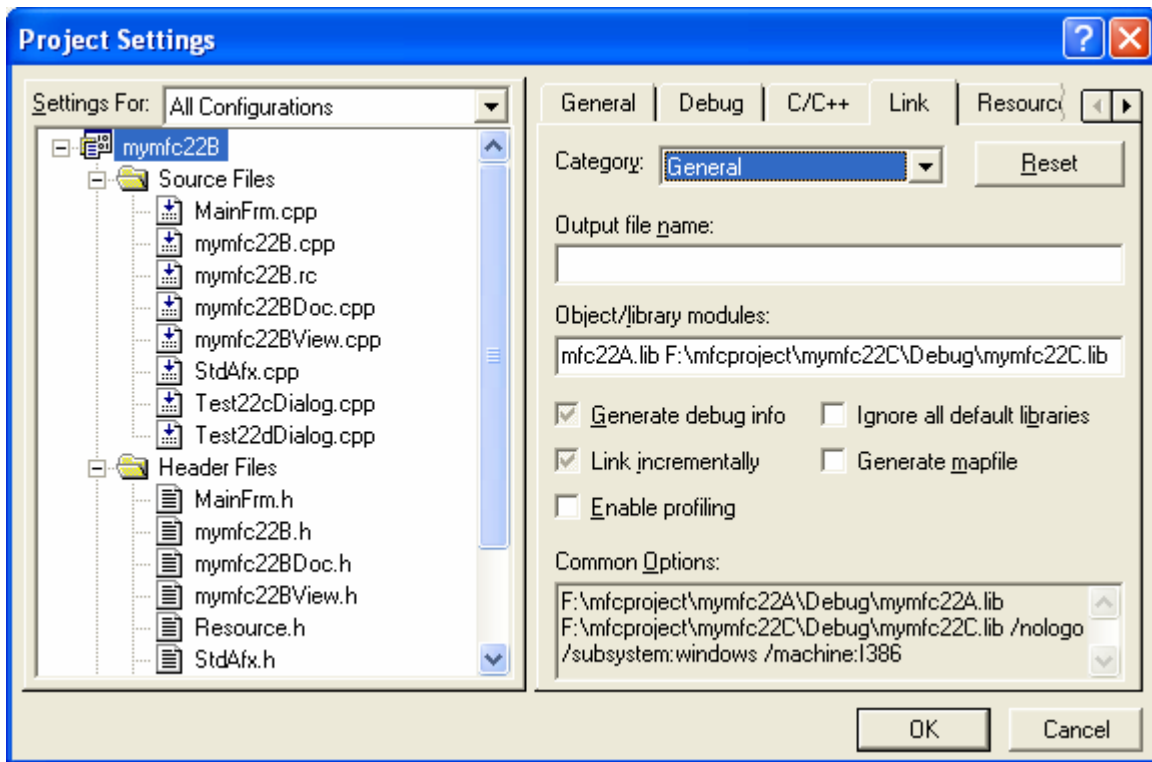 Project Settings
Settings For: All Configurations
mymfc22B
Source Files
MainFrm.cpp
mymfc22B.cpp
mymfc22B.rc
mymfc22BDoc.cpp
mymfc22BView.cpp
StdAfx.cpp
Test22cDialog.cpp
Test22dDialog.cpp
Header Files
MainFrm.h
mymfc22B.h
mymfc22BDoc.h
mymfc22BView.h
Resource.h
StdAfx.h
General Debug C/C++ Link Resourc
Category: General Reset
Output file name:
Object/library modules:
mfc22A.lib F:\mfcproject\mymfc22C\Debug\mymfc22C.lib
Generate debug info Ignore all default libraries
Link incrementally Generate mapfile
Enable profiling
Common Options:
F:\mfcproject\mymfc22A\Debug\mymfc22A.lib
F:\mfcproject\mymfc22C\Debug\mymfc22C.lib /nologo
/subsystem:windows /machine:I386
OK Cancel